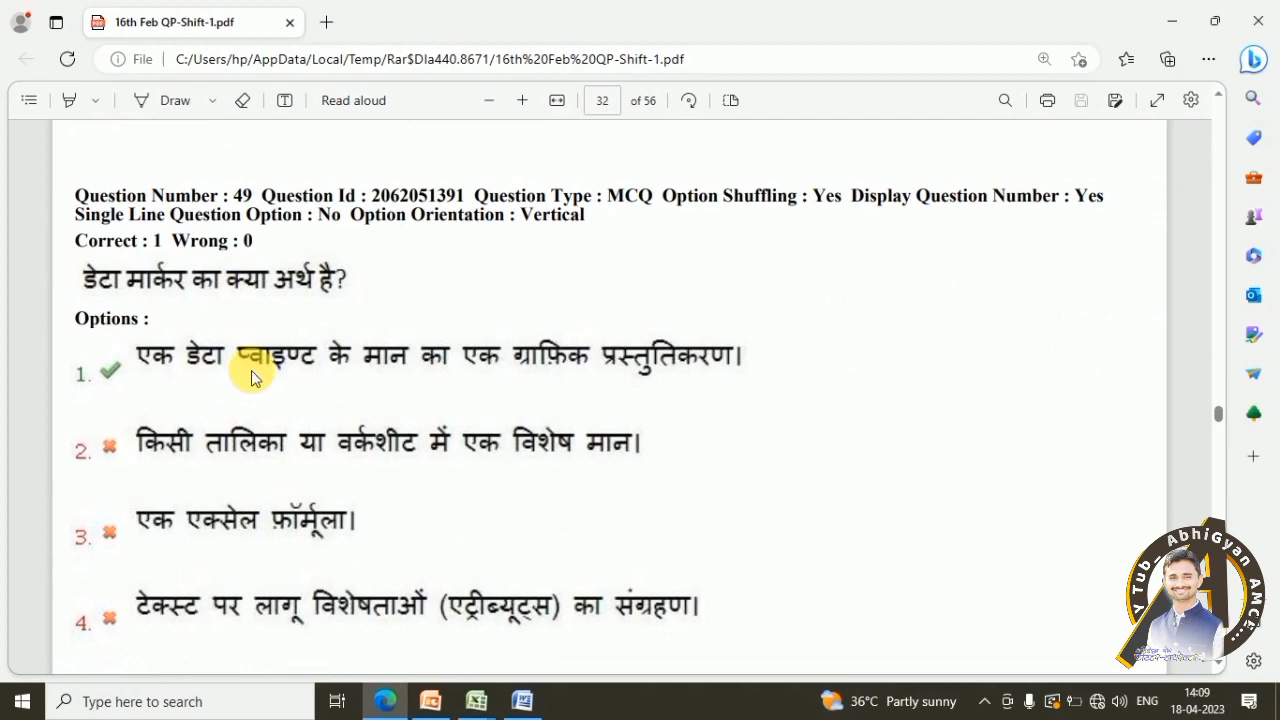 16th Feb QP-Shift-1.pdf
File C:/Users/hp/AppData/Local/Temp/Rar$DIa440.8671/16th%20Feb%20QP-Shift-1.pdf
Draw Read aloud 32 of 56
Question Number : 49 Question Id : 2062051391 Question Type : MCQ Option Shuffling : Yes Display Question Number : Yes
Single Line Question Option : No Option Orientation : Vertical
Correct : 1 Wrong : 0
डेटा मार्कर का क्या अर्थ है?
Options :
1. एक डेटा प्वाइण्ट के मान का एक ग्राफ़िक प्रस्तुतिकरण।
2. किसी तालिका या वर्कशीट में एक विशेष मान।
3. एक एक्सेल फ़ॉर्मूला।
4. टेक्स्ट पर लागू विशेषताओं (एट्रीब्यूट्स) का संग्रहण।
Y Tub_ AbhiGyan AMCE...
Type here to search
36°C Partly sunny
ENG
14:09
18-04-2023